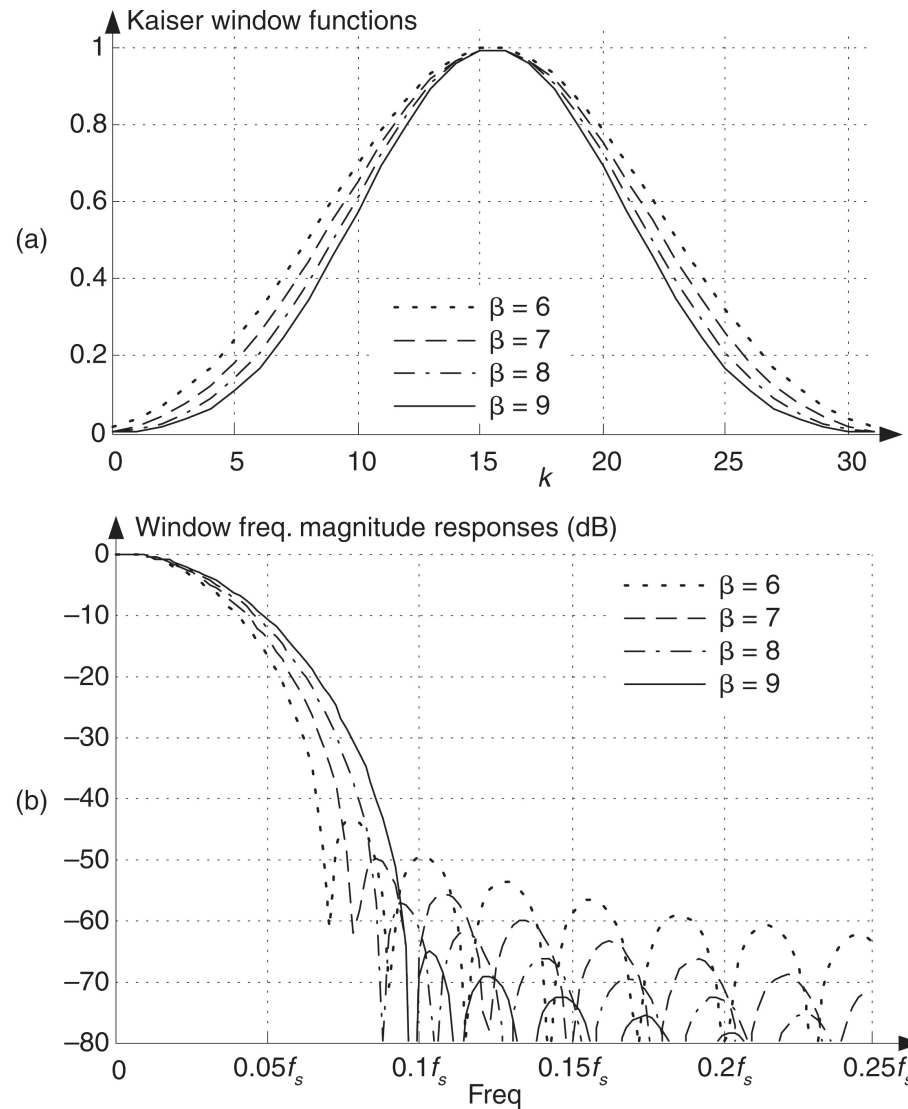 Kaiser window functions
1
0.8
0.6
(a)
0.4
0.2
0
β = 6
β = 7
β = 8
β = 9
0 5 10 15 20 25 30
k
Window freq. magnitude responses (dB)
0
–10
–20
–30
–40
(b)
–50
–60
–70
–80
β = 6
β = 7
β = 8
β = 9
0 0.05fs 0.1fs 0.15fs 0.2fs 0.25fs
Freq